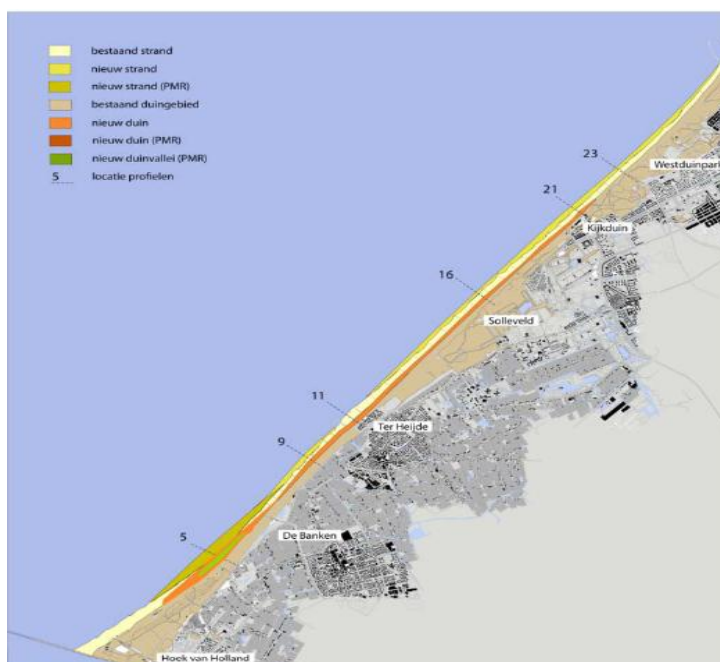 bestaand strand
nieuw strand
nieuw strand (PMR)
bestaand duingebied
nieuw duin
nieuw duin (PMR)
nieuw duinvallei (PMR)
5 locatie profielen
23
Westduinpark
21
Kijkduin
16
Solleveld
11
Ter Heijde
9
De Banken
5
Hoek van Holland